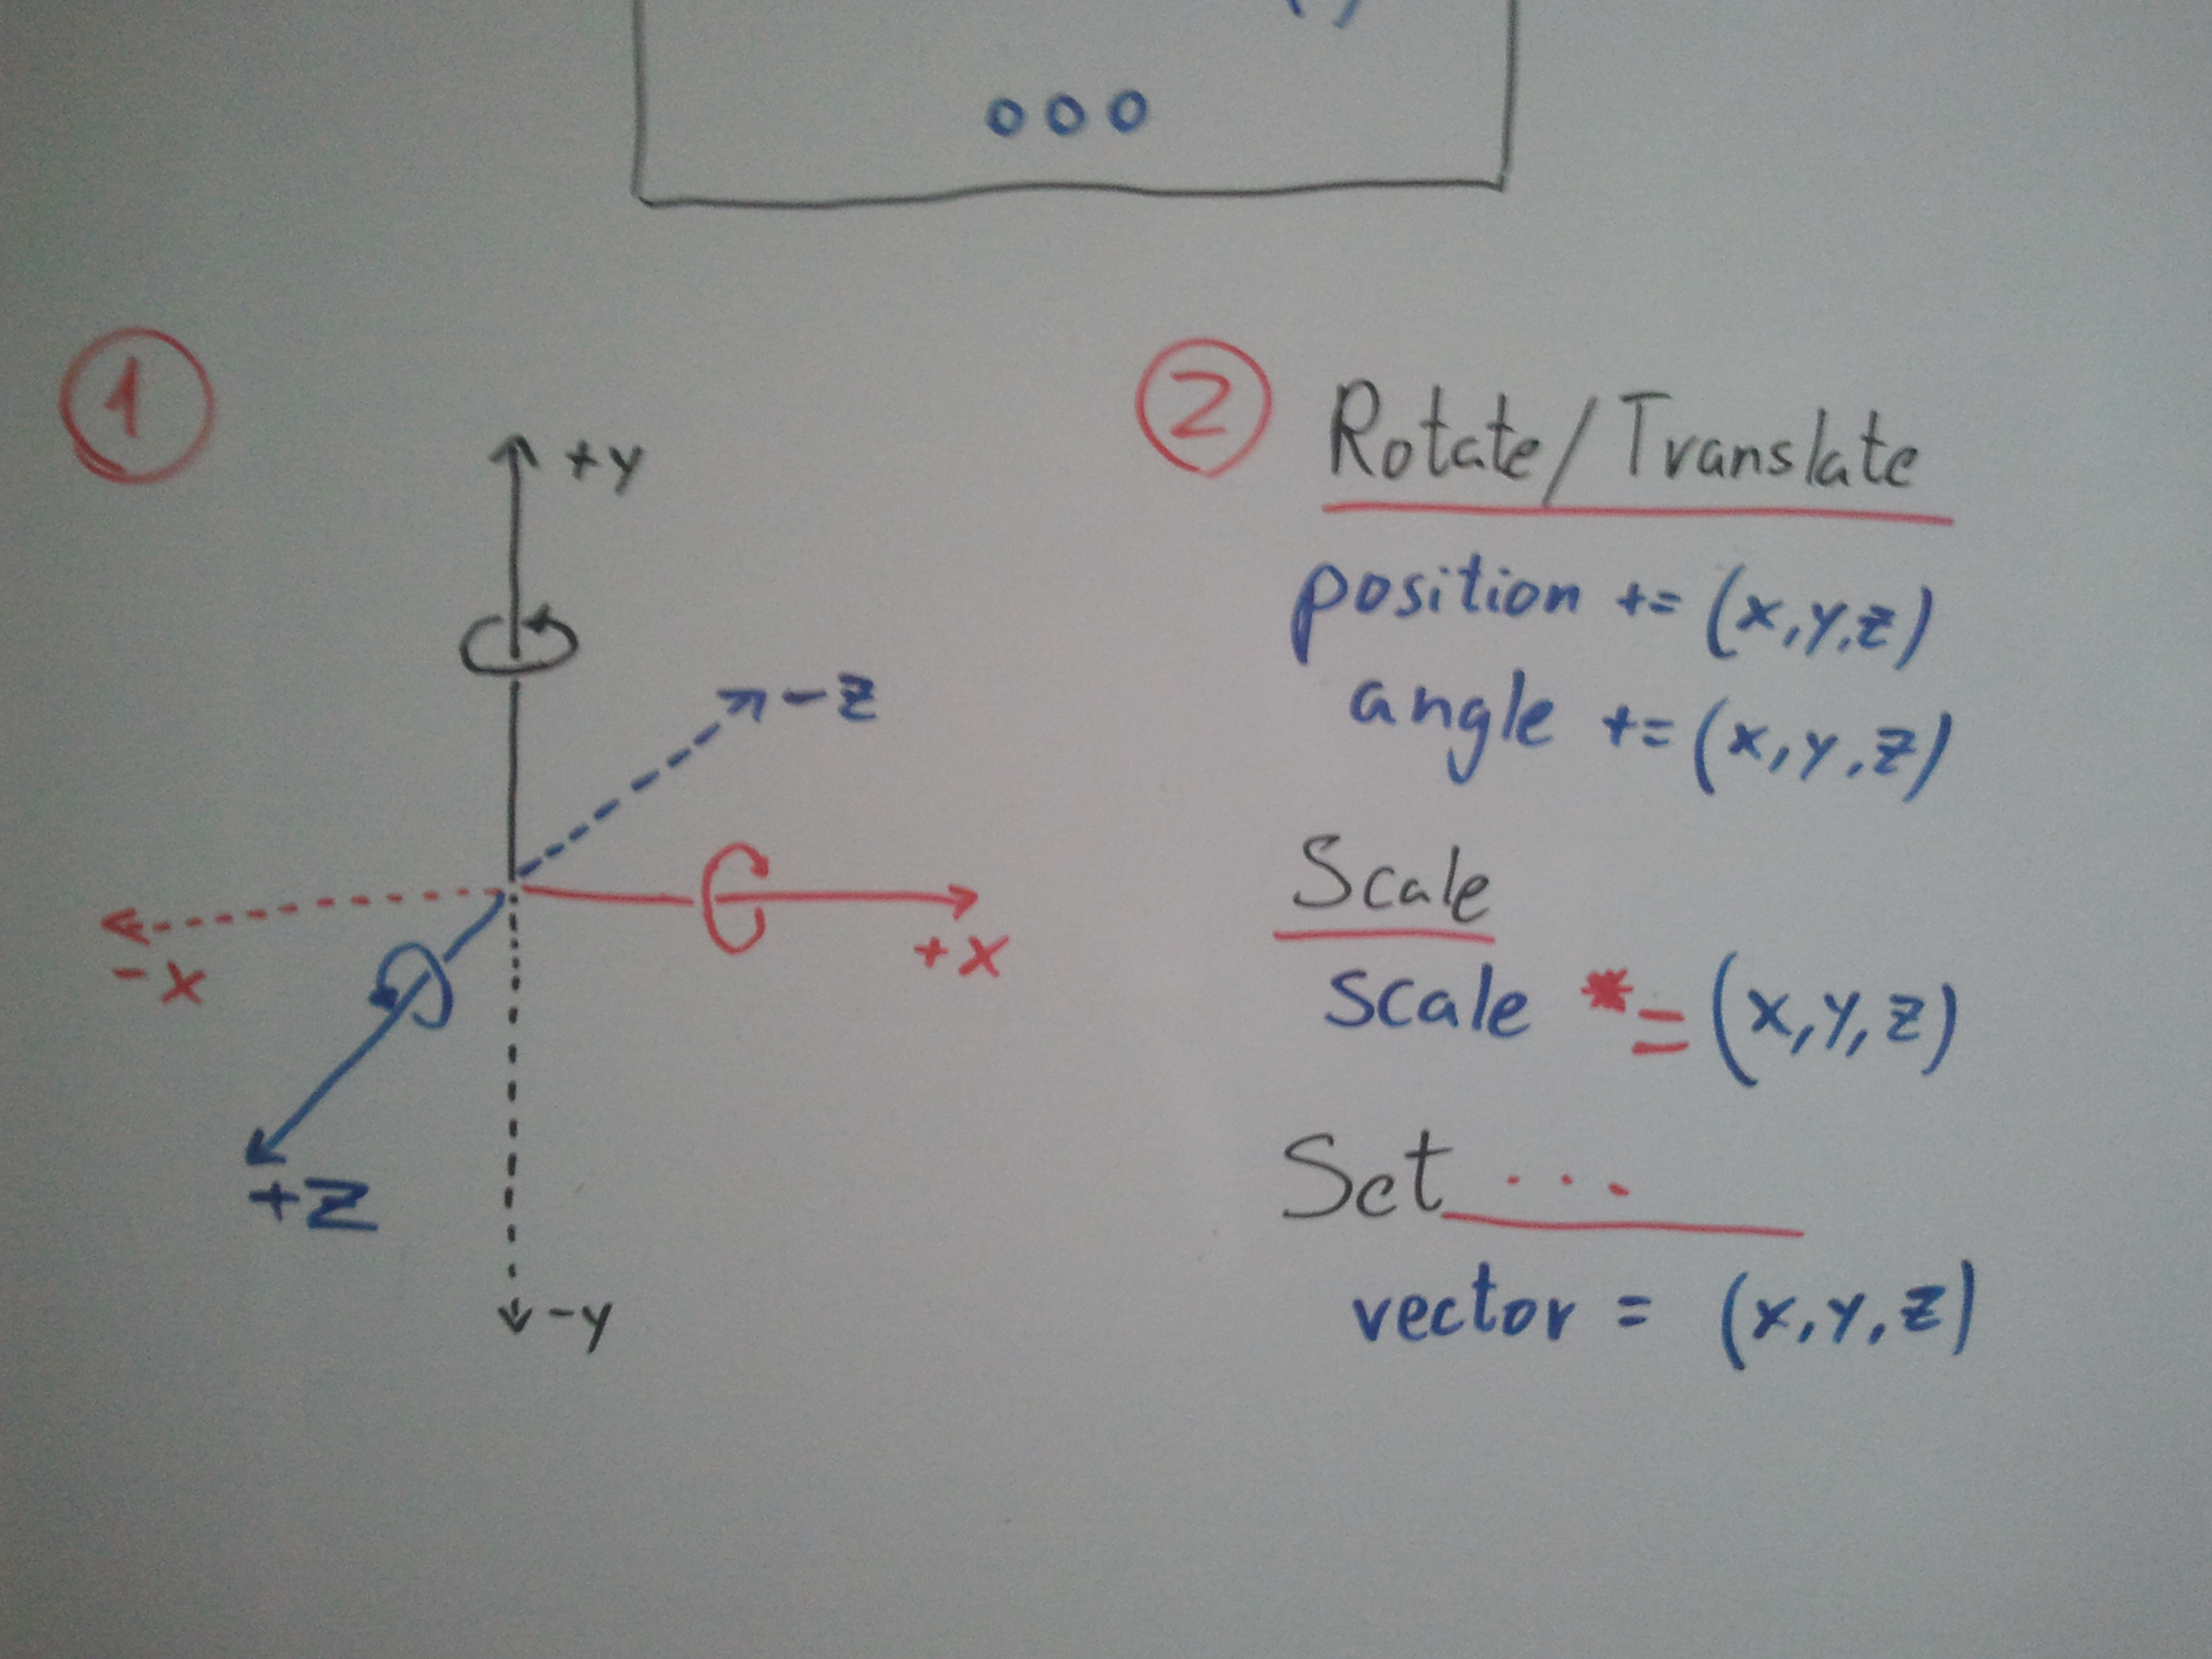 ooo
1
+y
-z
-x
+x
+z
-y
2 Rotate/Translate
position += (x,y,z)
angle += (x,y,z)
Scale
scale *= (x,y,z)
Set ...
vector = (x,y,z)